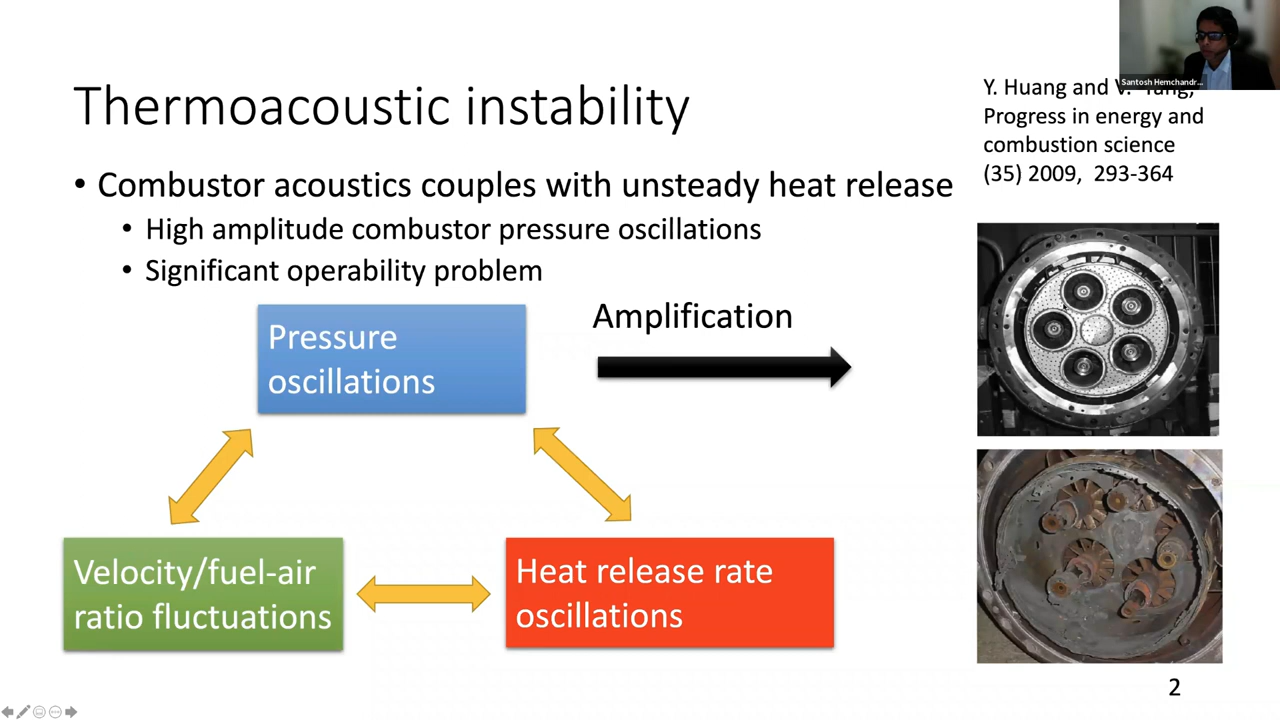 Santosh Hemchandr...
Thermoacoustic instability
Y. Huang and V. Yang,
Progress in energy and
combustion science
(35) 2009, 293-364
• Combustor acoustics couples with unsteady heat release
• High amplitude combustor pressure oscillations
• Significant operability problem
Amplification
Pressure
oscillations
Velocity/fuel-air
ratio fluctuations
Heat release rate
oscillations
2